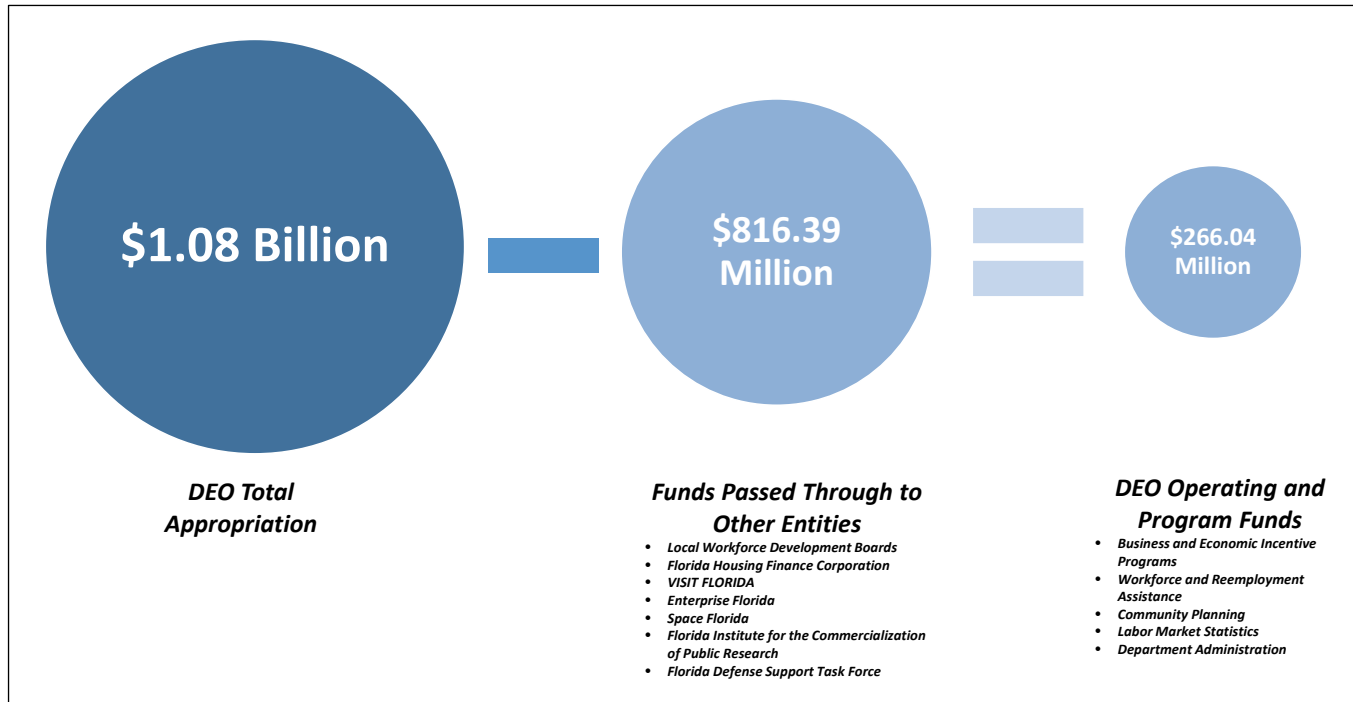 $1.08 Billion
$816.39
Million
$266.04
Million
DEO Total
Appropriation
Funds Passed Through to
Other Entities
• Local Workforce Development Boards
• Florida Housing Finance Corporation
• VISIT FLORIDA
• Enterprise Florida
• Space Florida
• Florida Institute for the Commercialization
of Public Research
• Florida Defense Support Task Force
DEO Operating and
Program Funds
• Business and Economic Incentive
Programs
• Workforce and Reemployment
Assistance
• Community Planning
• Labor Market Statistics
• Department Administration